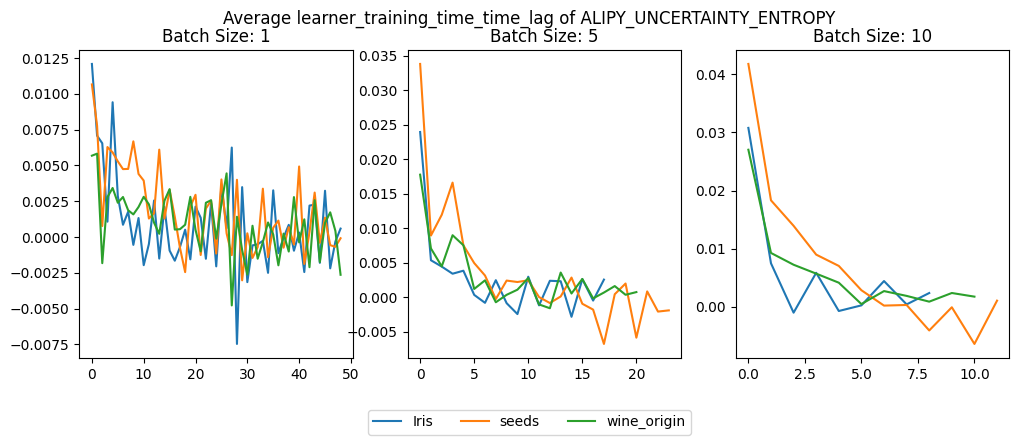 Average learner_training_time_time_lag of ALIPY_UNCERTAINTY_ENTROPY
Batch Size: 1
0.0125
0.0100
0.0075
0.0050
0.0025
0.0000
−0.0025
−0.0050
−0.0075
0 10 20 30 40 50
Batch Size: 5
0.035
0.030
0.025
0.020
0.015
0.010
0.005
0.000
−0.005
0 5 10 15 20
Batch Size: 10
0.04
0.03
0.02
0.01
0.00
0.0 2.5 5.0 7.5 10.0
Iris seeds wine_origin